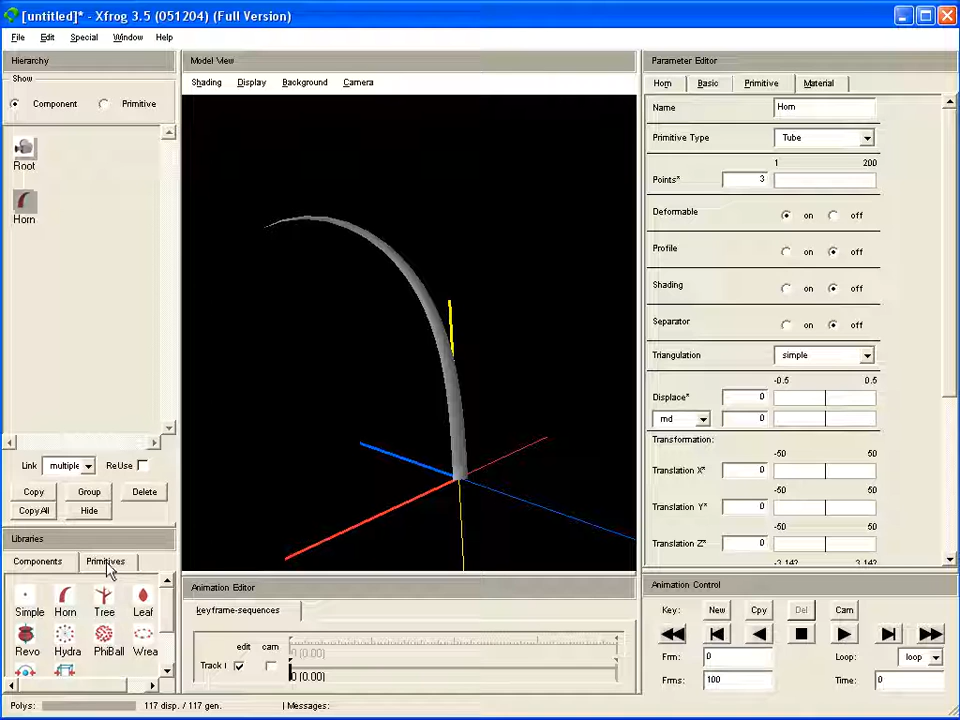 [untitled]* - Xfrog 3.5 (051204) (Full Version)
File Edit Special Window Help
Hierarchy
Show
Component Primitive
Root
Horn
Link multiple ReUse
Copy Group Delete
CopyAll Hide
Libraries
Components Primitives
Simple Horn Tree Leaf
Revo Hydra PhiBall Wrea
Model View
Shading Display Background Camera
Animation Editor
keyframe-sequences
edit cam
Track I
0 (0.00)
0 (0.00)
Parameter Editor
Horn Basic Primitive Material
Name Horn
Primitive Type Tube
1 200
Points* 3
Deformable on off
Profile on off
Shading on off
Separator on off
Triangulation simple
-0.5 0.5
Displace* 0
rnd 0
Transformation:
-50 50
Translation X* 0
-50 50
Translation Y* 0
-50 50
Translation Z* 0
-3.142 3.142
Animation Control
Key: New Cpy Del Cam
Frm: 0 Loop: loop
Frms: 100 Time: 0
Polys: 117 disp. / 117 gen. Messages: